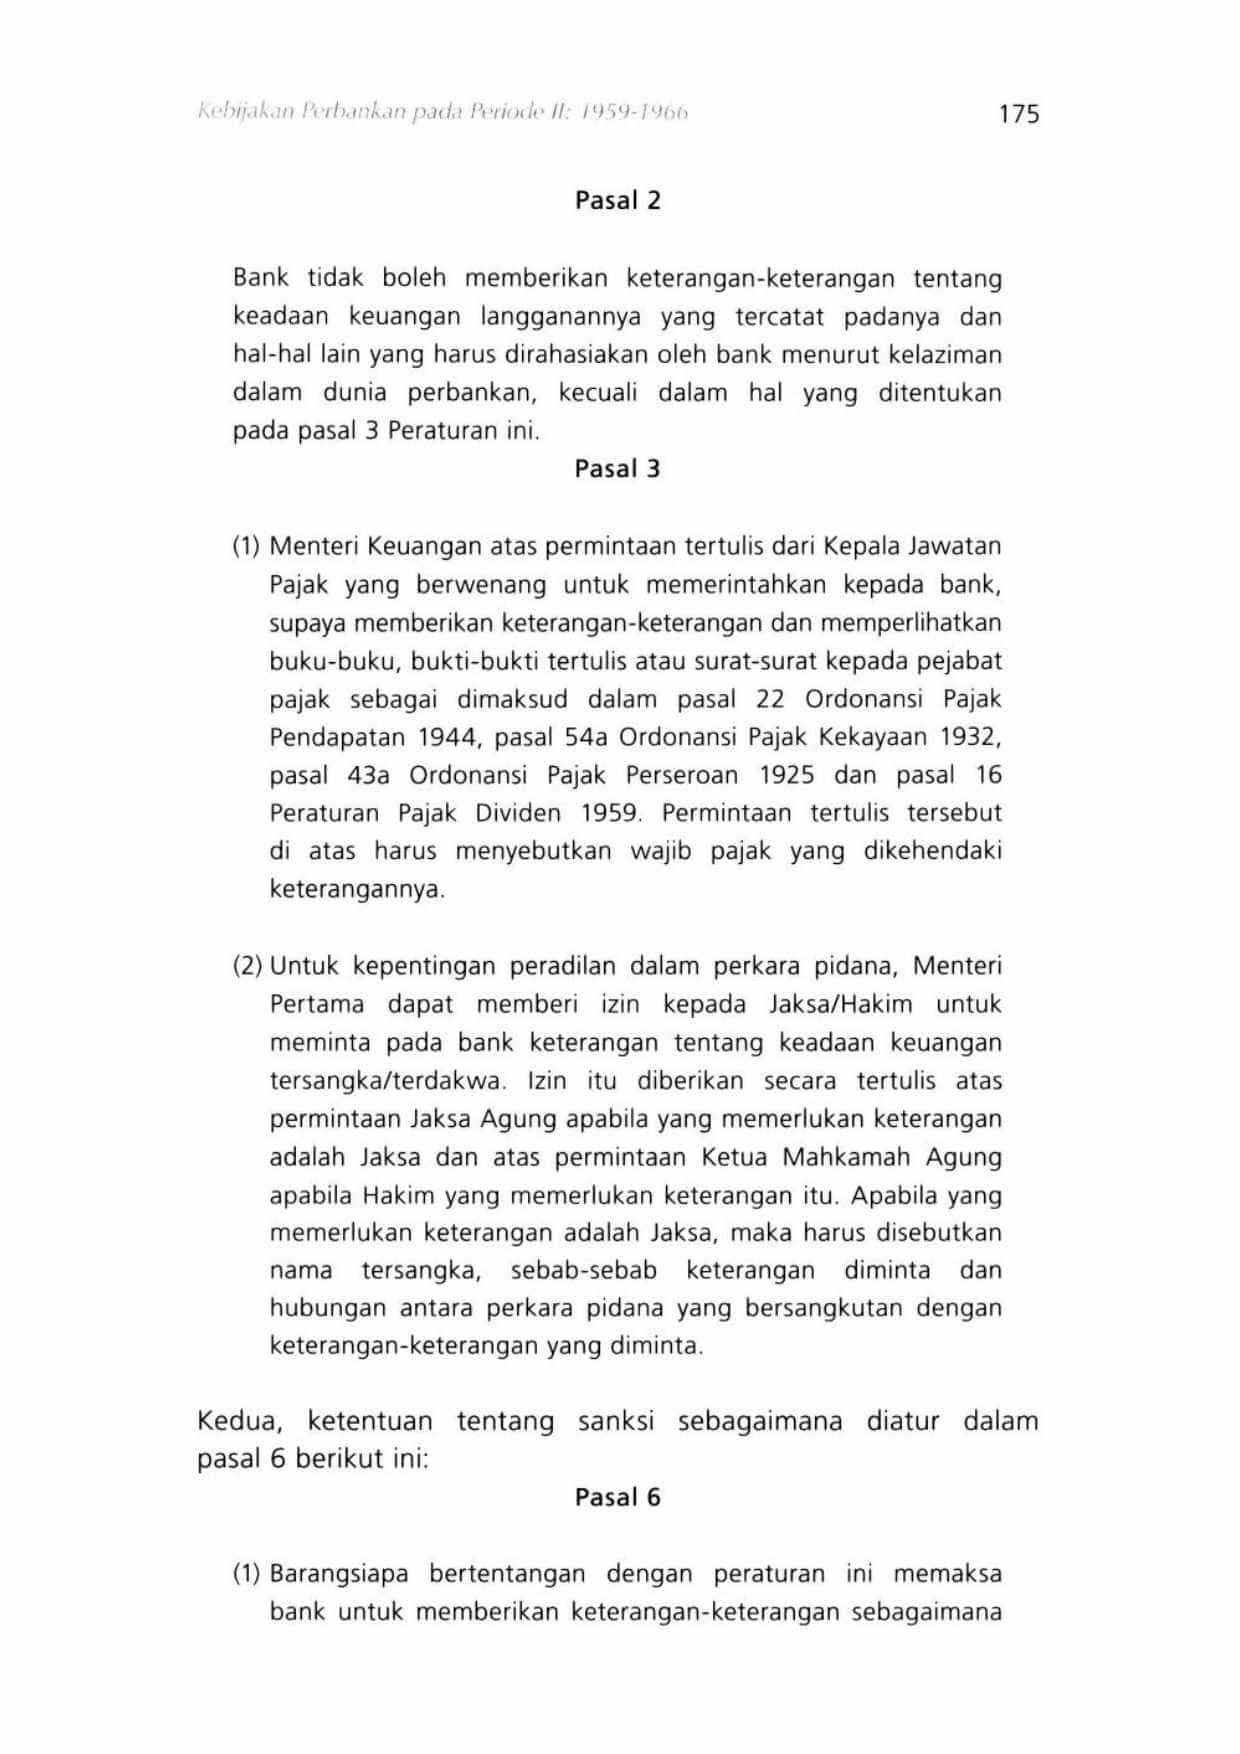 Kebijakan Perbankan pada Periode II: 1959-1966 175
Pasal 2
Bank tidak boleh memberikan keterangan-keterangan tentang
keadaan keuangan langganannya yang tercatat padanya dan
hal-hal lain yang harus dirahasiakan oleh bank menurut kelaziman
dalam dunia perbankan, kecuali dalam hal yang ditentukan
pada pasal 3 Peraturan ini.
Pasal 3
(1) Menteri Keuangan atas permintaan tertulis dari Kepala Jawatan
Pajak yang berwenang untuk memerintahkan kepada bank,
supaya memberikan keterangan-keterangan dan memperlihatkan
buku-buku, bukti-bukti tertulis atau surat-surat kepada pejabat
pajak sebagai dimaksud dalam pasal 22 Ordonansi Pajak
Pendapatan 1944, pasal 54a Ordonansi Pajak Kekayaan 1932,
pasal 43a Ordonansi Pajak Perseroan 1925 dan pasal 16
Peraturan Pajak Dividen 1959. Permintaan tertulis tersebut
di atas harus menyebutkan wajib pajak yang dikehendaki
keterangannya.
(2) Untuk kepentingan peradilan dalam perkara pidana, Menteri
Pertama dapat memberi izin kepada Jaksa/Hakim untuk
meminta pada bank keterangan tentang keadaan keuangan
tersangka/terdakwa. Izin itu diberikan secara tertulis atas
permintaan Jaksa Agung apabila yang memerlukan keterangan
adalah Jaksa dan atas permintaan Ketua Mahkamah Agung
apabila Hakim yang memerlukan keterangan itu. Apabila yang
memerlukan keterangan adalah Jaksa, maka harus disebutkan
nama tersangka, sebab-sebab keterangan diminta dan
hubungan antara perkara pidana yang bersangkutan dengan
keterangan-keterangan yang diminta.
Kedua, ketentuan tentang sanksi sebagaimana diatur dalam
pasal 6 berikut ini:
Pasal 6
(1) Barangsiapa bertentangan dengan peraturan ini memaksa
bank untuk memberikan keterangan-keterangan sebagaimana